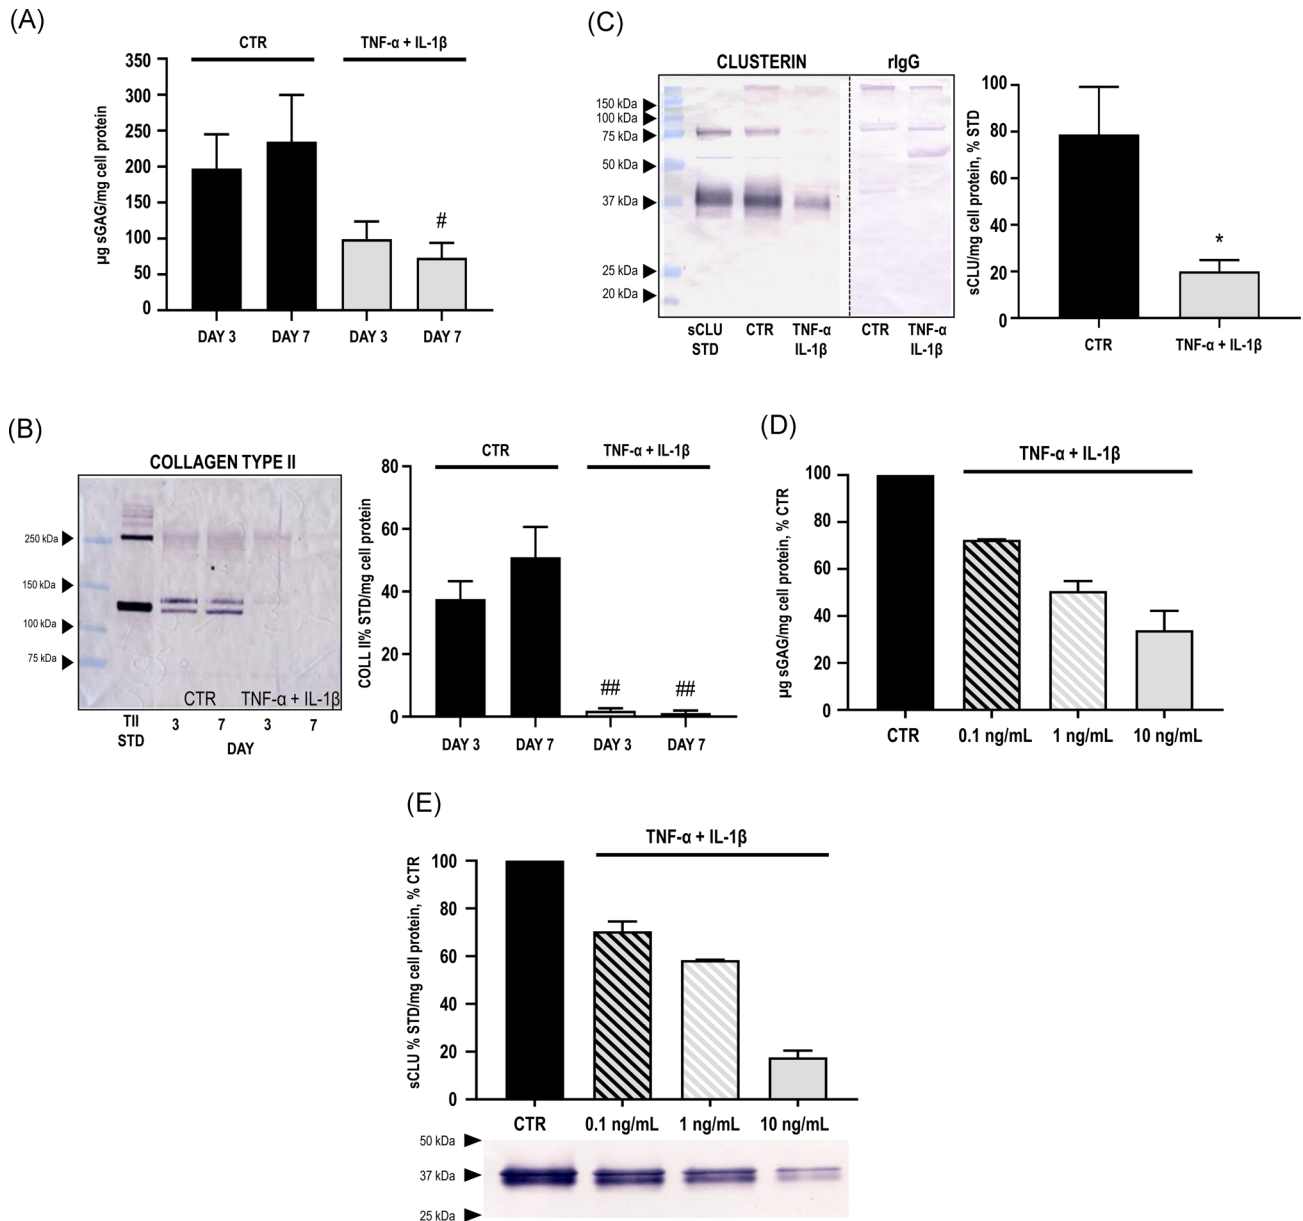 (A)
CTR
TNF-α + IL-1β
µg sGAG/mg cell protein
350
300
250
200
150
100
50
0
#
DAY 3
DAY 7
DAY 3
DAY 7
(C)
CLUSTERIN
rIgG
150 kDa
100 kDa
75 kDa
50 kDa
37 kDa
25 kDa
20 kDa
sCLU
STD
CTR
TNF-α
IL-1β
CTR
TNF-α
IL-1β
sCLU/mg cell protein, % STD
100
80
60
40
20
0
*
CTR
TNF-α + IL-1β
(B)
COLLAGEN TYPE II
250 kDa
150 kDa
100 kDa
75 kDa
CTR
TNF-α + IL-1β
TII
STD
3
7
3
7
DAY
COLL II% STD/mg cell protein
80
60
40
20
0
CTR
TNF-α + IL-1β
##
##
DAY 3
DAY 7
DAY 3
DAY 7
(D)
TNF-α + IL-1β
µg sGAG/mg cell protein, % CTR
100
80
60
40
20
0
CTR
0.1 ng/mL
1 ng/mL
10 ng/mL
(E)
TNF-α + IL-1β
sCLU % STD/mg cell protein, % CTR
100
80
60
40
20
0
CTR
0.1 ng/mL
1 ng/mL
10 ng/mL
50 kDa
37 kDa
25 kDa